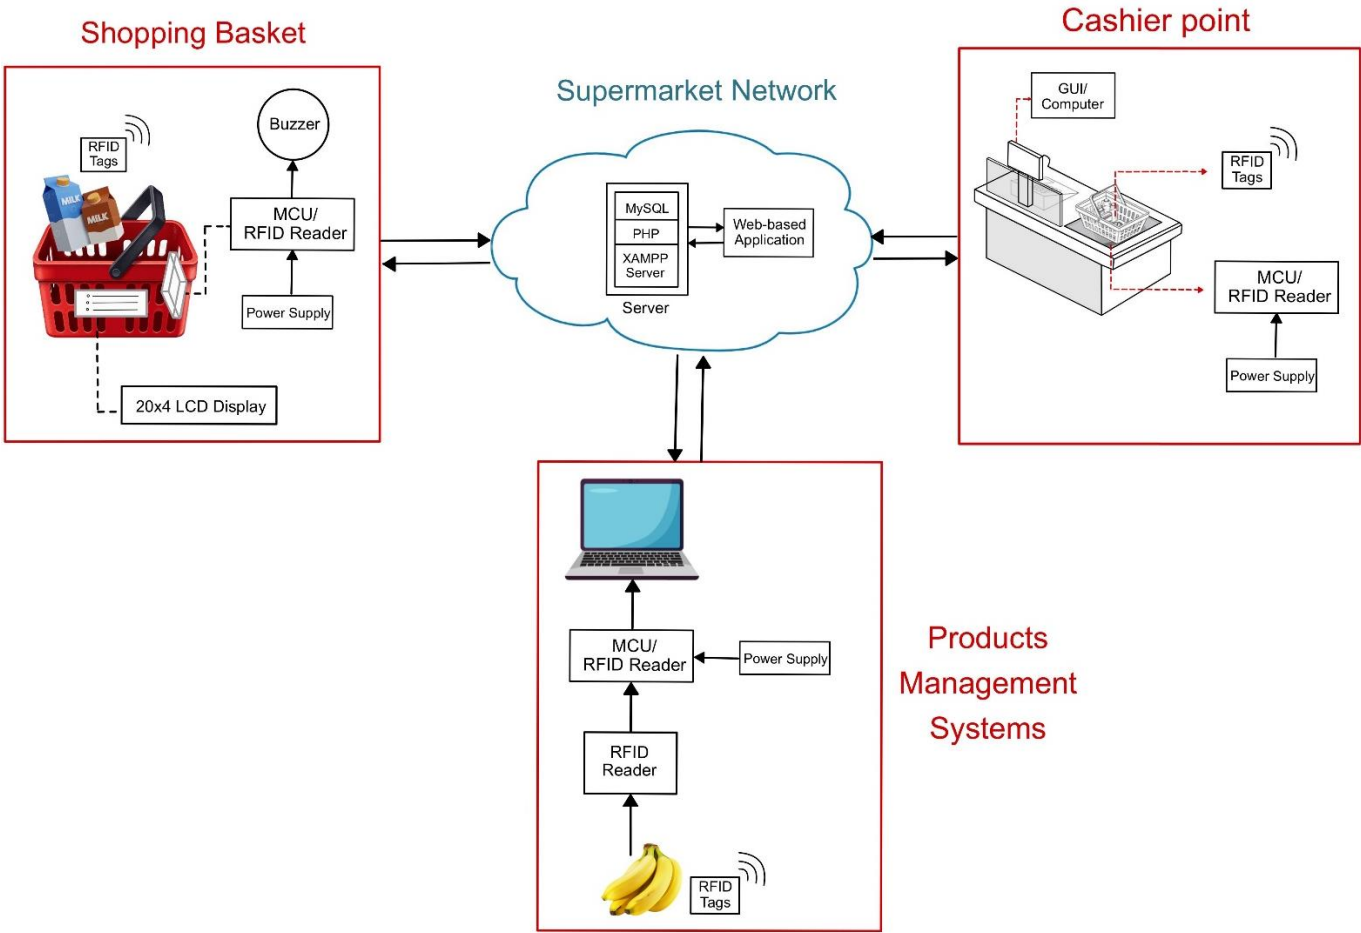 Shopping Basket
RFID
Tags
Buzzer
MILK
MILK
MCU/
RFID Reader
Power Supply
20x4 LCD Display
Supermarket Network
MySQL
PHP
XAMPP
Server
Server
Web-based
Application
Cashier point
GUI/
Computer
RFID
Tags
MCU/
RFID Reader
Power Supply
MCU/
RFID Reader
Power Supply
RFID
Reader
RFID
Tags
Products
Management
Systems